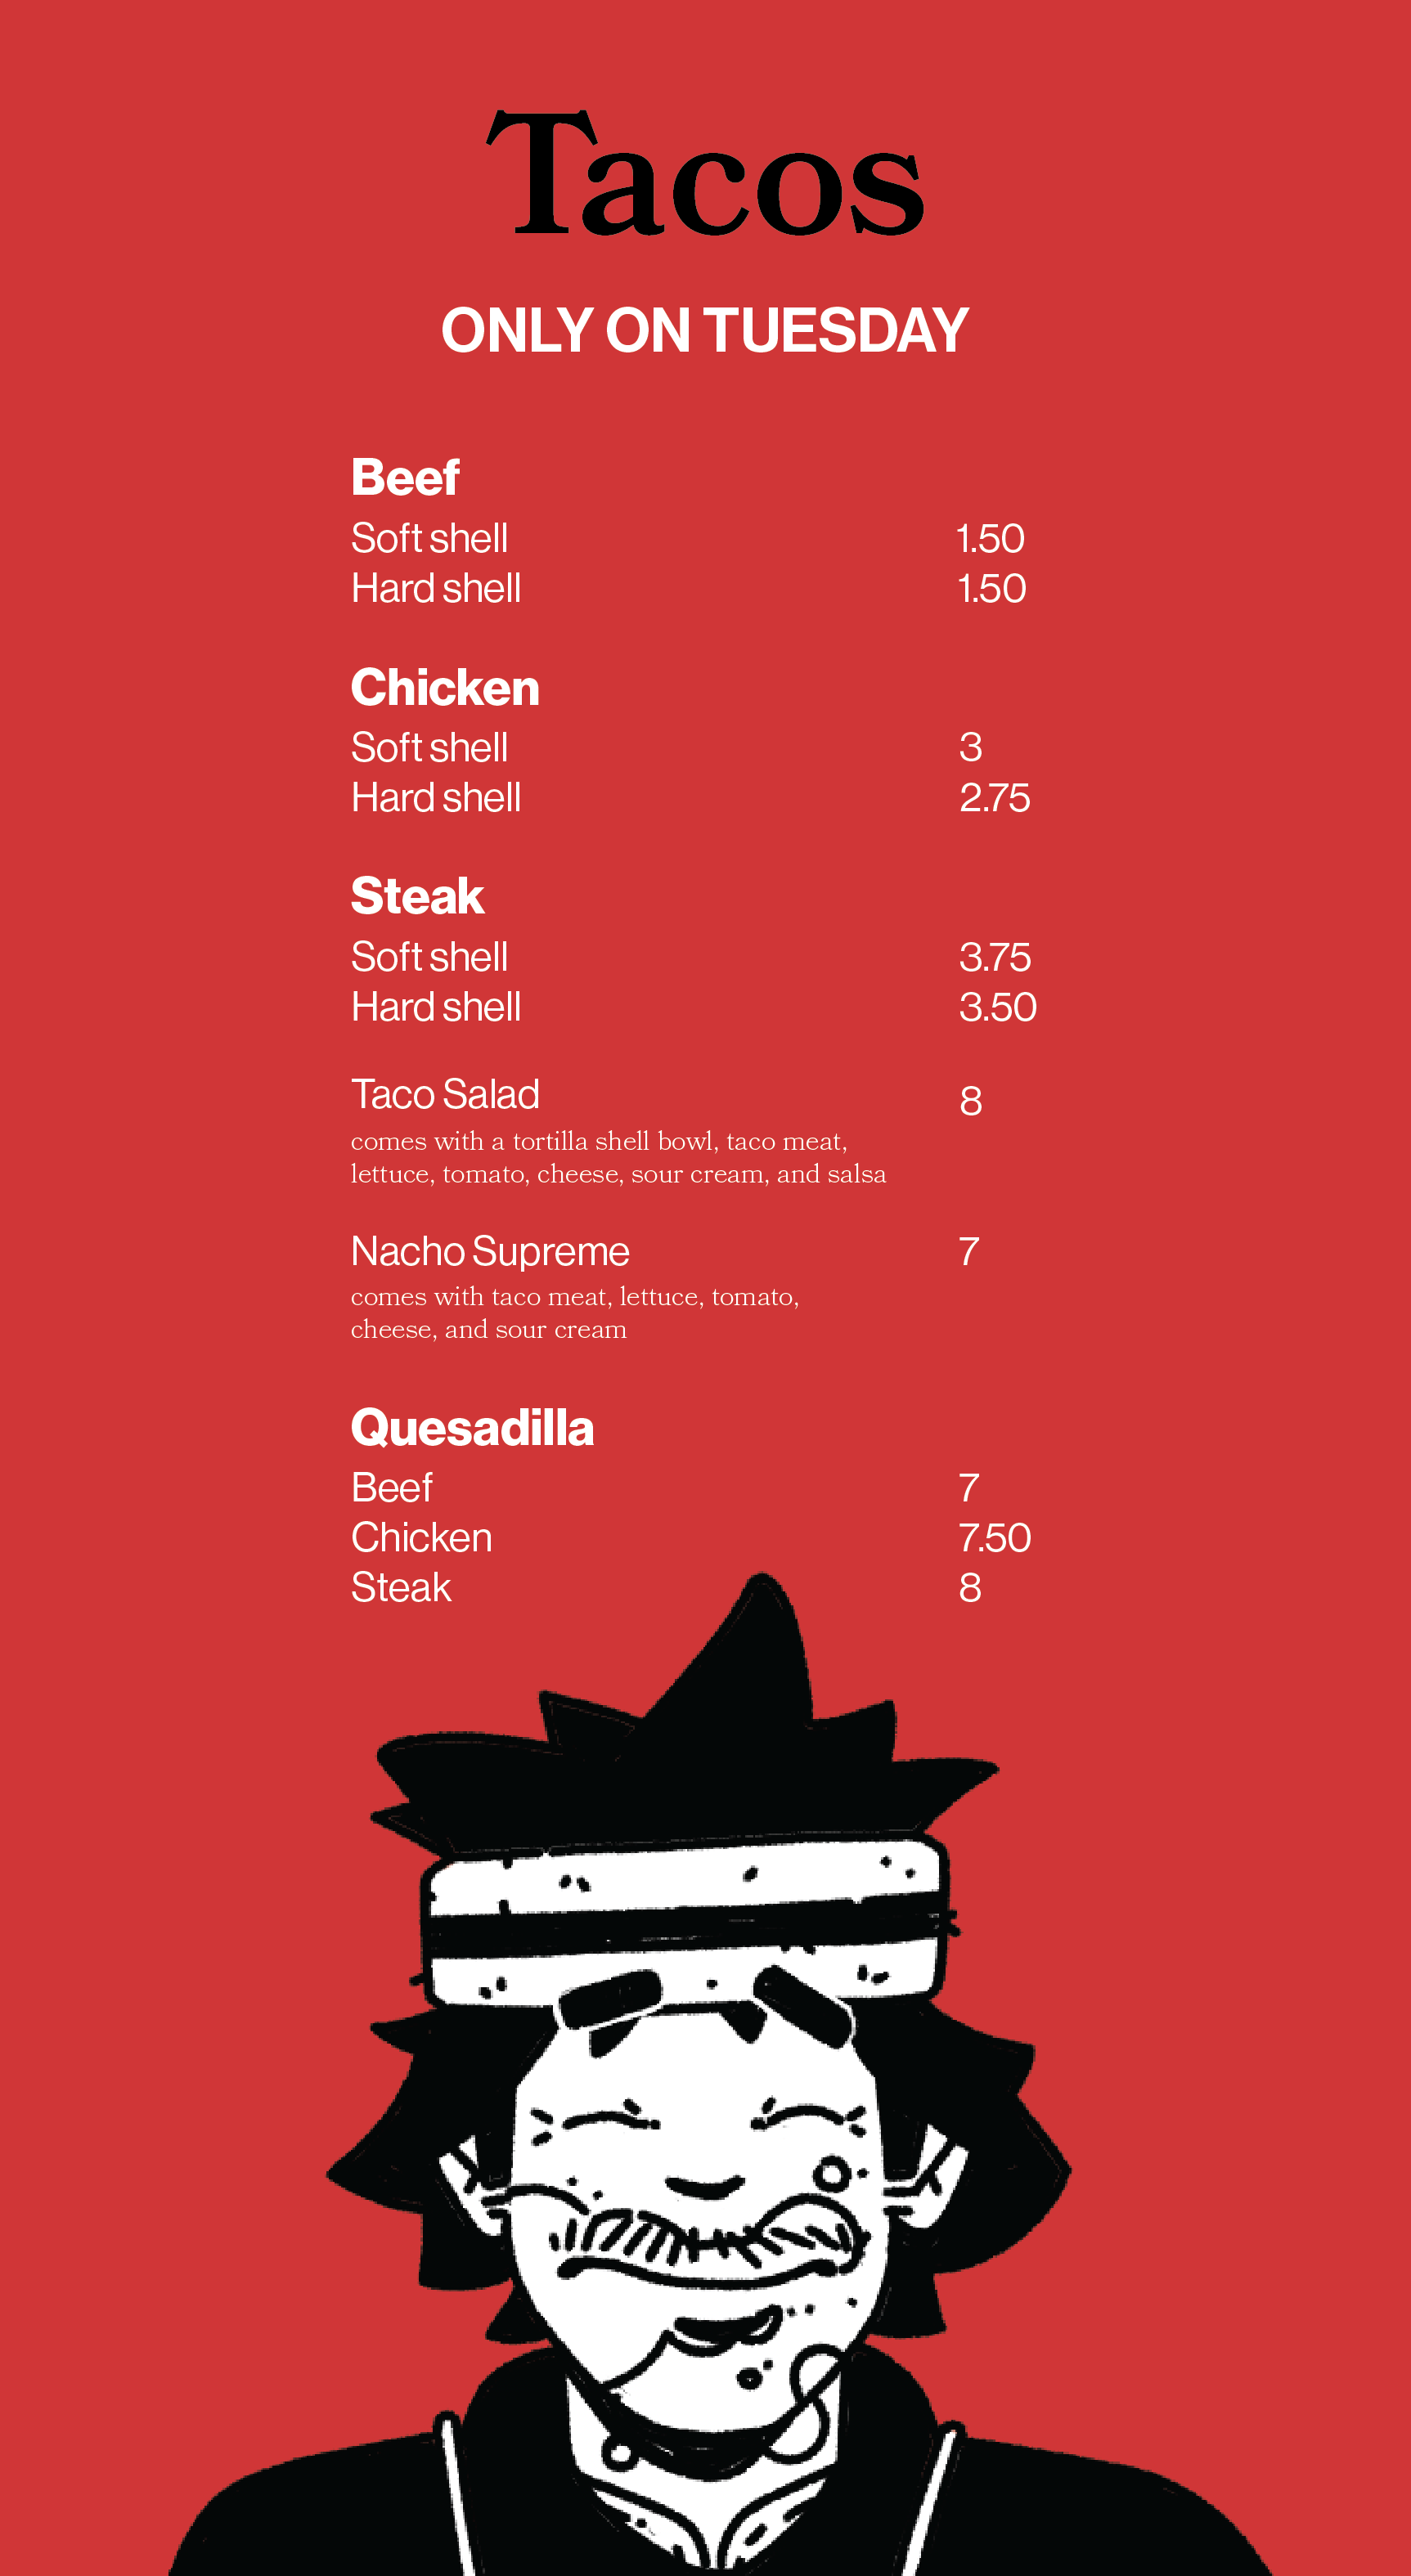 Tacos
ONLY ON TUESDAY
Beef
Soft shell 1.50
Hard shell 1.50
Chicken
Soft shell 3
Hard shell 2.75
Steak
Soft shell 3.75
Hard shell 3.50
Taco Salad 8
comes with a tortilla shell bowl, taco meat,
lettuce, tomato, cheese, sour cream, and salsa
Nacho Supreme 7
comes with taco meat, lettuce, tomato,
cheese, and sour cream
Quesadilla
Beef 7
Chicken 7.50
Steak 8